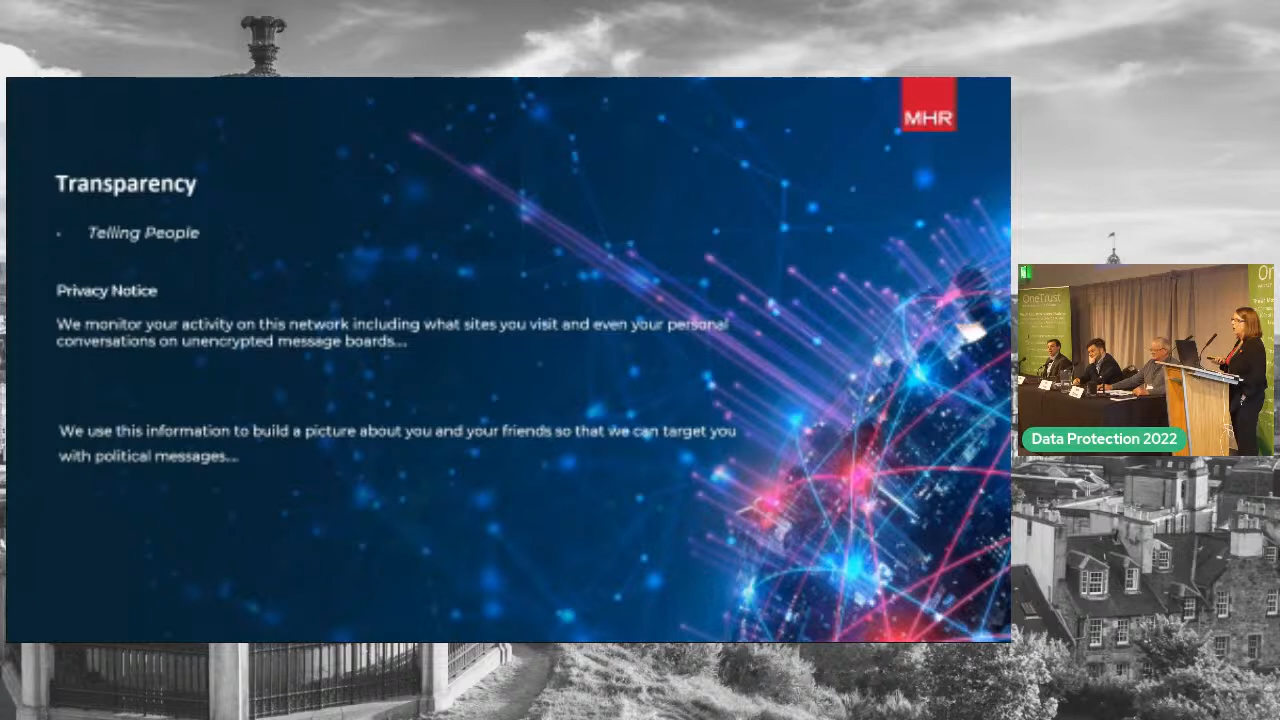 MHR
Transparency
• Telling People
Privacy Notice
We monitor your activity on this network including what sites you visit and even your personal
conversations on unencrypted message boards....
We use this information to build a picture about you and your friends so that we can target you
with political messages....
OneTrust
Data Protection 2022